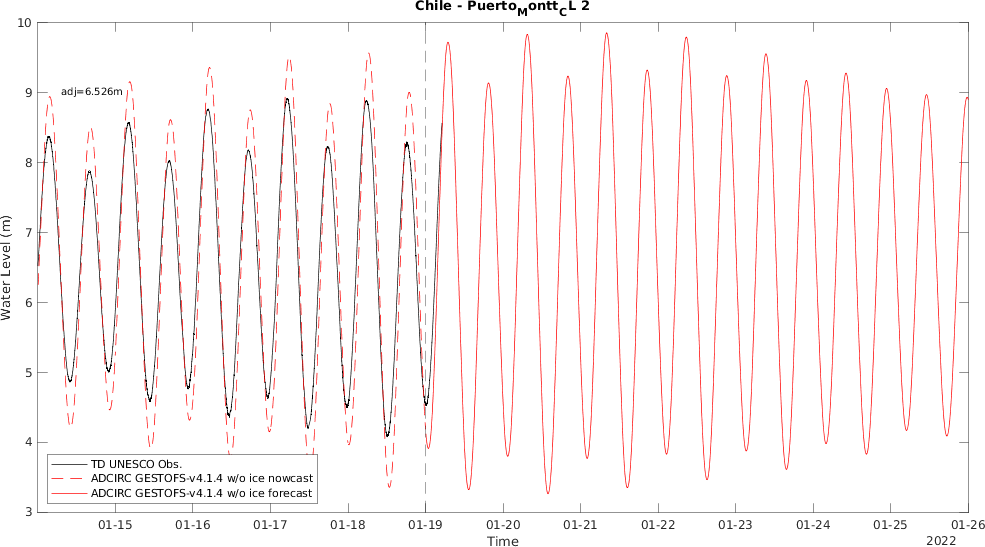 Chile - Puerto_Montt_CL 2
10
9
8
7
6
5
4
3
Water Level (m)
adj=6.526m
TD UNESCO Obs.
ADCIRC GESTOFS-v4.1.4 w/o ice nowcast
ADCIRC GESTOFS-v4.1.4 w/o ice forecast
01-15 01-16 01-17 01-18 01-19 01-20 01-21 01-22 01-23 01-24 01-25 01-26
Time
2022